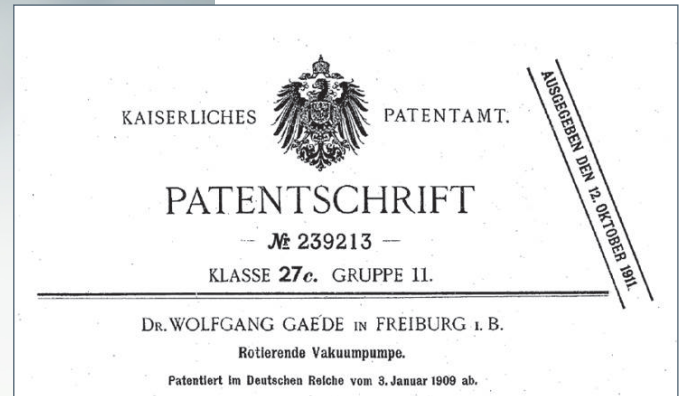 KAISERLICHES PATENTAMT.
AUSGEGEBEN DEN 12. OKTOBER 1911.
PATENTSCHRIFT
— № 239213 —
KLASSE 27c. GRUPPE 11.
DR. WOLFGANG GAEDE IN FREIBURG I. B.
Rotierende Vakuumpumpe.
Patentiert im Deutschen Reiche vom 3. Januar 1909 ab.